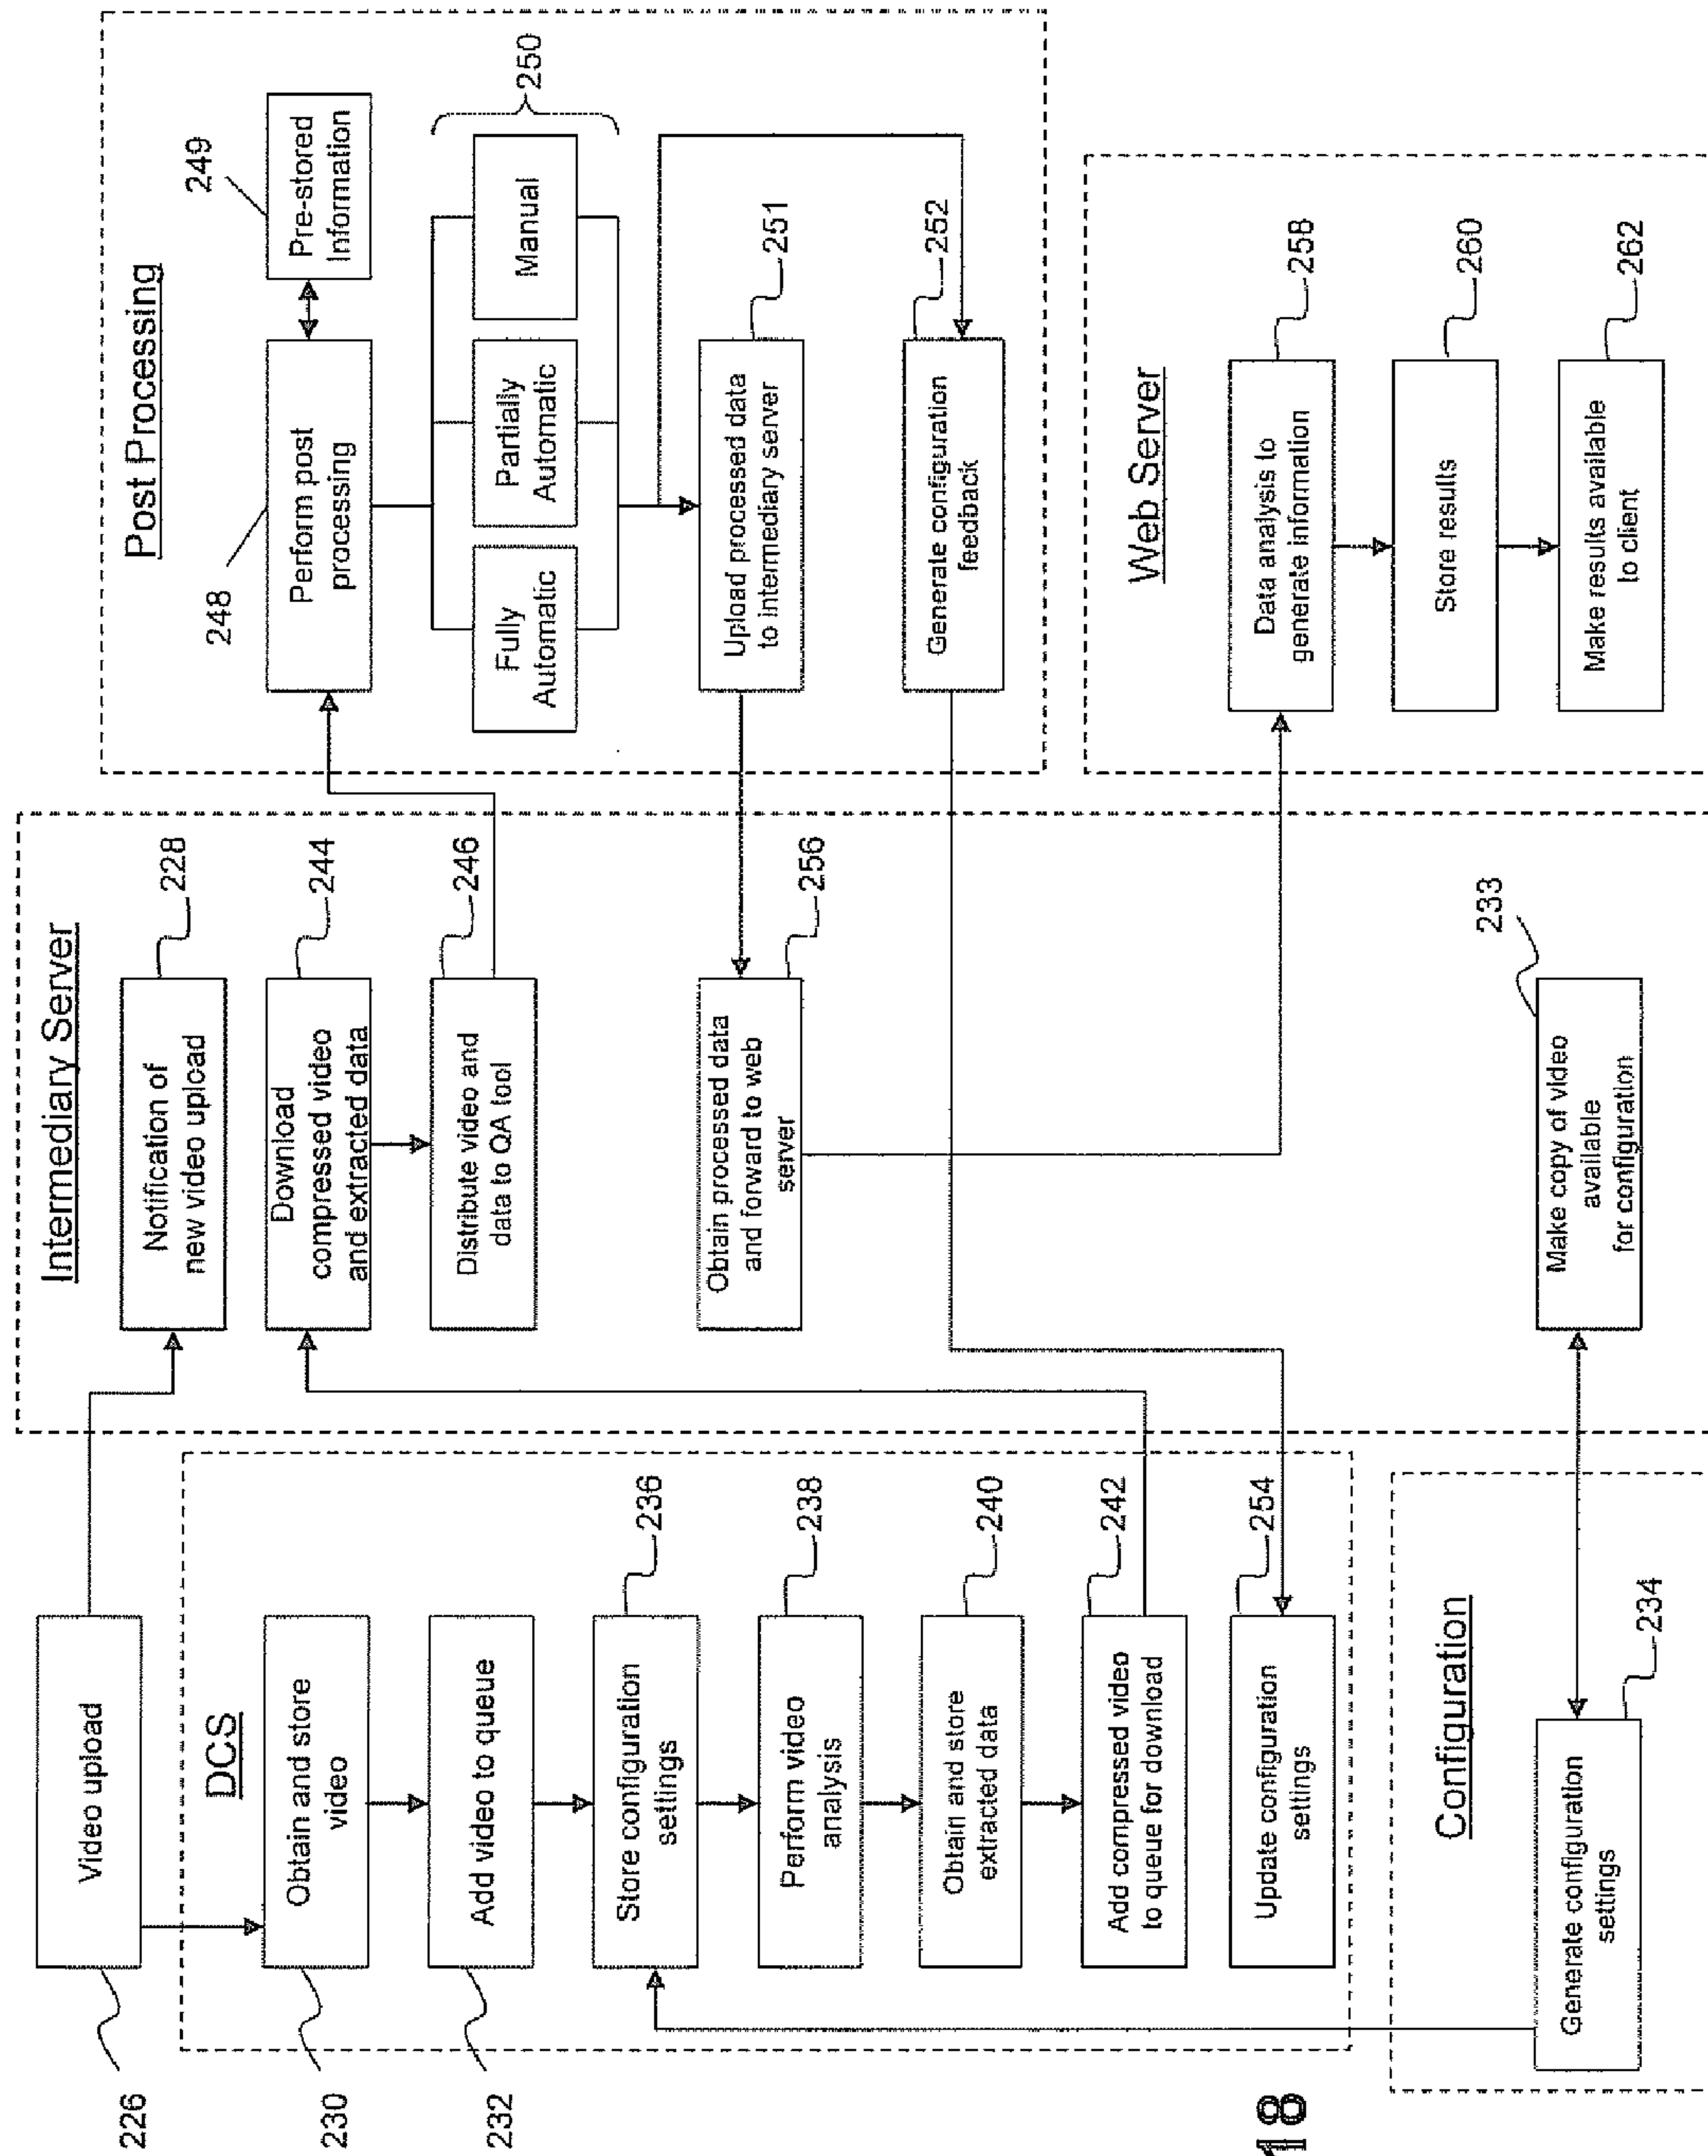 226
Video upload
DCS
230
Obtain and store
video
232
Add video to queue
Store configuration
settings
236
Perform video
analysis
238
Obtain and store
extracted data
240
Add compressed video
to queue for download
242
Update configuration
settings
254
Configuration
Generate configuration
settings
234
Intermediary Server
Notification of
new video upload
228
Download
compressed video
and extracted data
244
Distribute video and
data to QA tool
246
Obtain processed data
and forward to web
server
256
Make copy of video
available
for configuration
233
Post Processing
248
Perform post
processing
249
Pre-stored
Information
Fully
Automatic
Partially
Automatic
Manual
250
Upload processed data
to intermediary server
251
Generate configuration
feedback
252
Web Server
Data analysis to
generate information
258
Store results
260
Make results available
to client
262
18